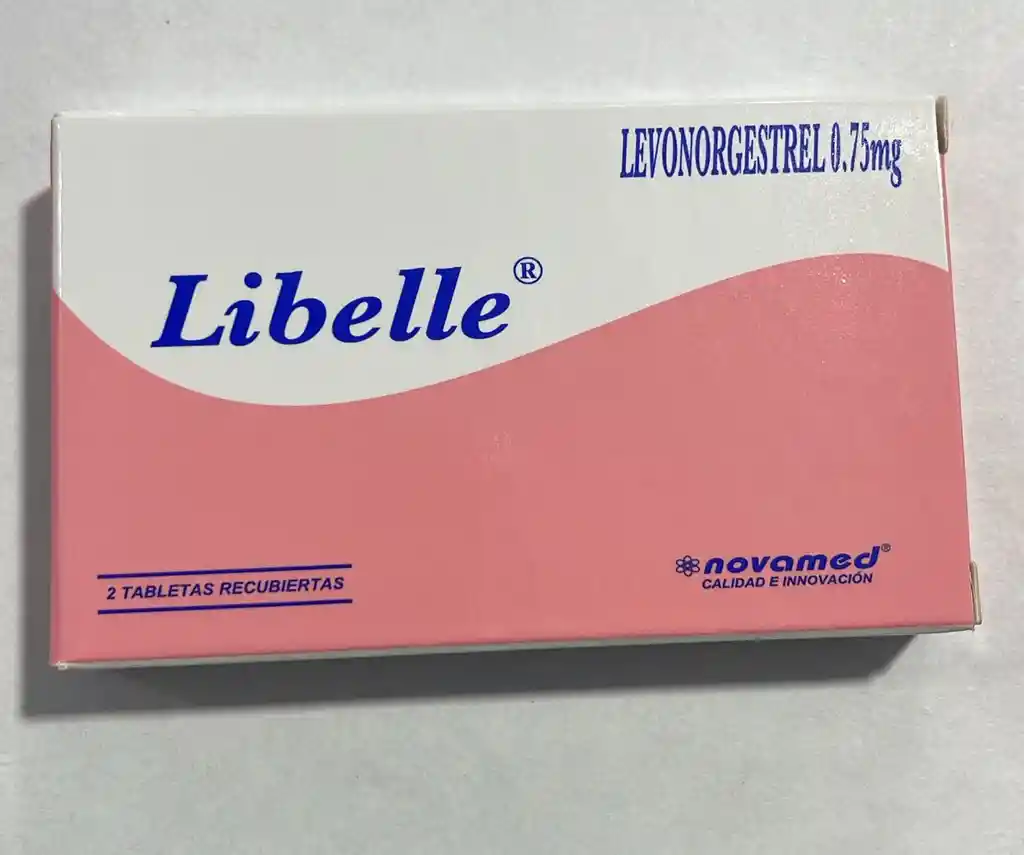 LEVONORGESTREL 0.75mg
Libelle®
2 TABLETAS RECUBIERTAS
novamed®
CALIDAD E INNOVACIÓN